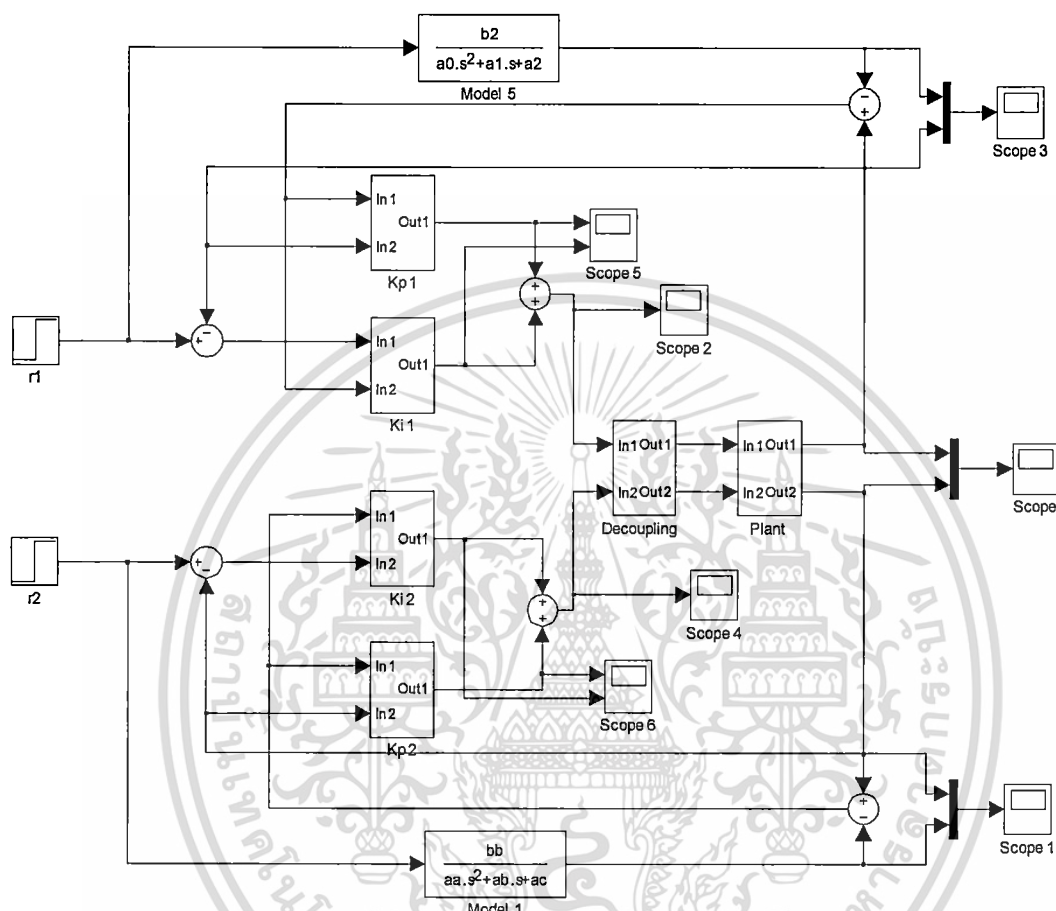 b2
a0.s²+a1.s+a2
Model 5
Scope 3
In1
Out1
In2
Kp1
Scope 5
Scope 2
r1
In1
Out1
In2
Ki1
In1 Out1
In2 Out2
Decoupling
In1 Out1
In2 Out2
Plant
Scope
In1
Out1
In2
Ki2
r2
Scope 4
In1
Out1
In2
Kp2
Scope 6
Scope 1
bb
aa.s²+ab.s+ac
Model 1